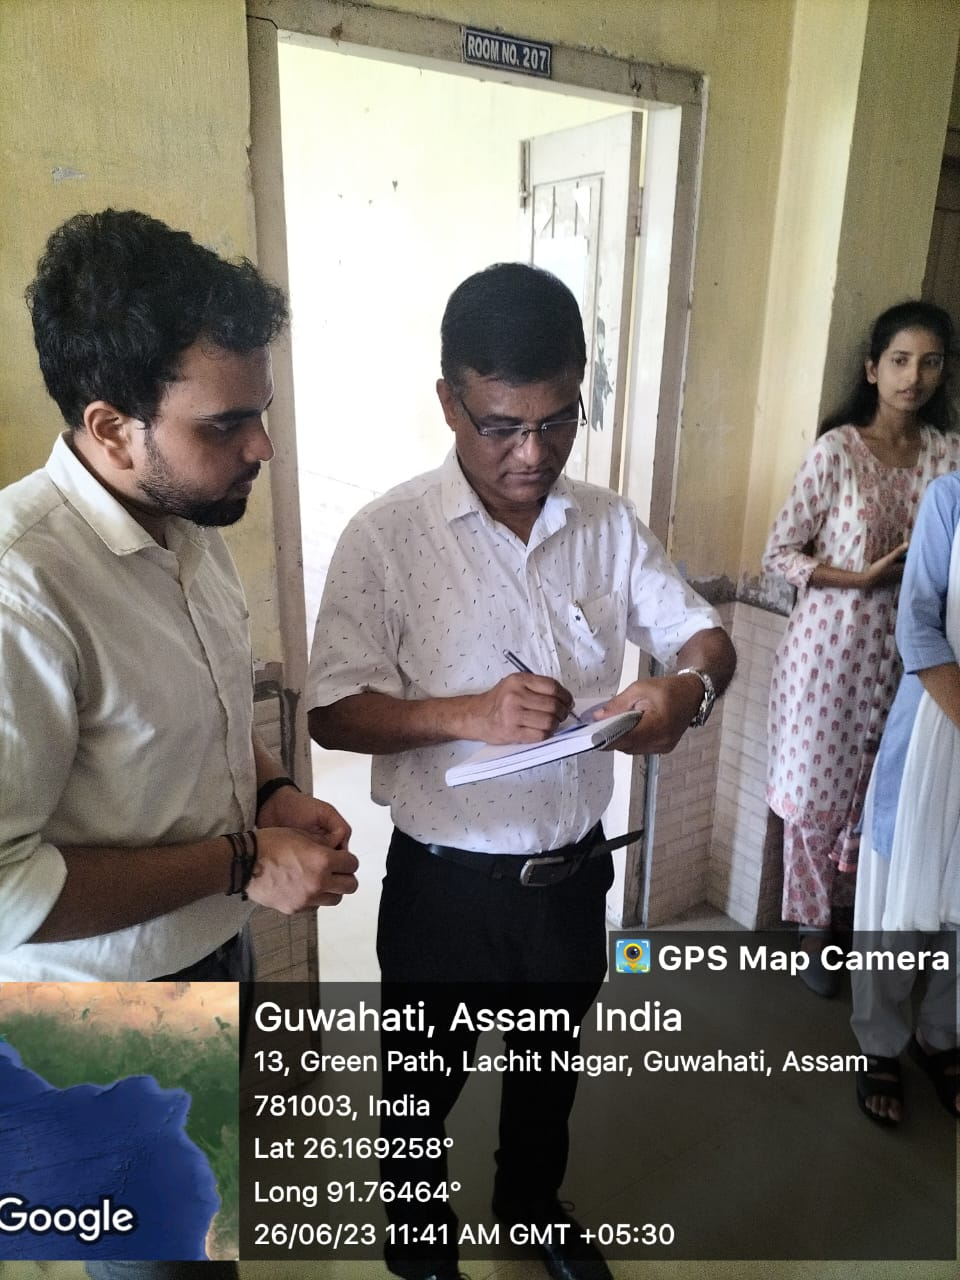 ROOM NO. 207
GPS Map Camera
Guwahati, Assam, India
13, Green Path, Lachit Nagar, Guwahati, Assam
781003, India
Lat 26.169258°
Long 91.76464°
26/06/23 11:41 AM GMT +05:30
Google